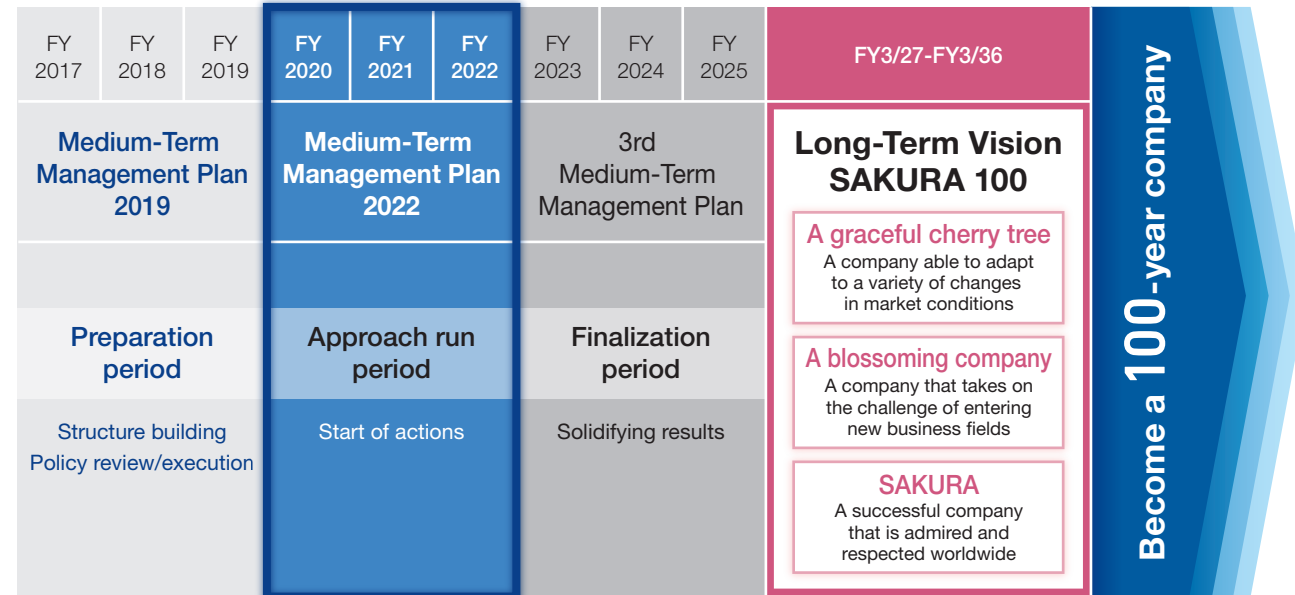 FY
2017
FY
2018
FY
2019
FY
2020
FY
2021
FY
2022
FY
2023
FY
2024
FY
2025
FY3/27-FY3/36
Medium-Term
Management Plan
2019
Medium-Term
Management Plan
2022
3rd
Medium-Term
Management Plan
Preparation
period
Approach run
period
Finalization
period
Structure building
Policy review/execution
Start of actions
Solidifying results
Long-Term Vision
SAKURA 100
A graceful cherry tree
A company able to adapt
to a variety of changes
in market conditions
A blossoming company
A company that takes on
the challenge of entering
new business fields
SAKURA
A successful company
that is admired and
respected worldwide
Become a 100-year company